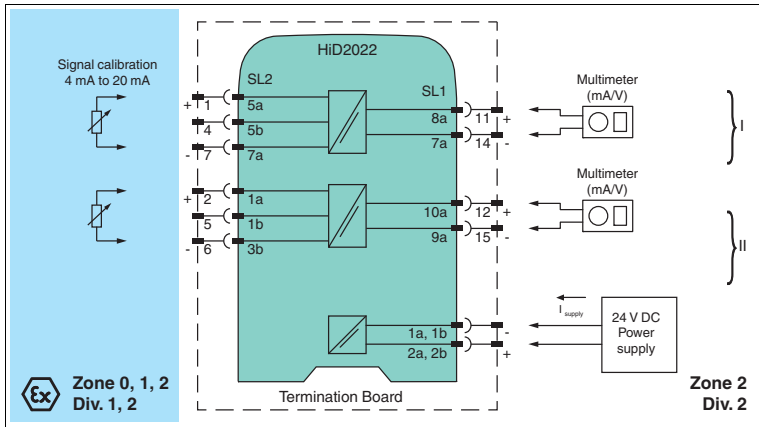 HiD2022
Signal calibration
4 mA to 20 mA
SL2
SL1
+ 1 5a
4 5b
- 7 7a
8a 11 +
7a 14 -
Multimeter
(mA/V)
I
+ 2 1a
5 1b
- 6 3b
10a 12 +
9a 15 -
Multimeter
(mA/V)
II
1a, 1b -
2a, 2b +
I supply
24 V DC
Power
supply
Termination Board
Ex
Zone 0, 1, 2
Div. 1, 2
Zone 2
Div. 2